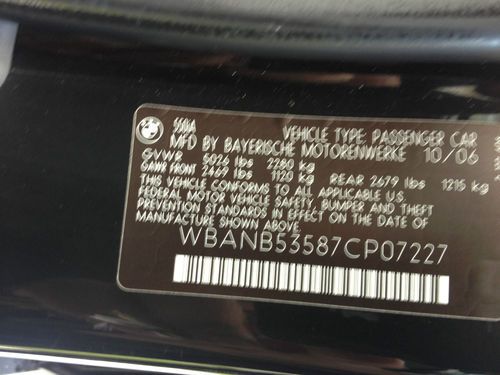 BMW
550iA VEHICLE TYPE: PASSENGER CAR
MFD BY BAYERISCHE MOTORENWERKE 10/06
GVWR 5026 lbs 2280 kg
GAWR FRONT 2469 lbs 1120 kg REAR 2679 lbs 1215 kg
THIS VEHICLE CONFORMS TO ALL APPLICABLE U.S.
FEDERAL MOTOR VEHICLE SAFETY, BUMPER AND THEFT
PREVENTION STANDARDS IN EFFECT ON THE DATE OF
MANUFACTURE SHOWN ABOVE.
WBANB53587CP07227